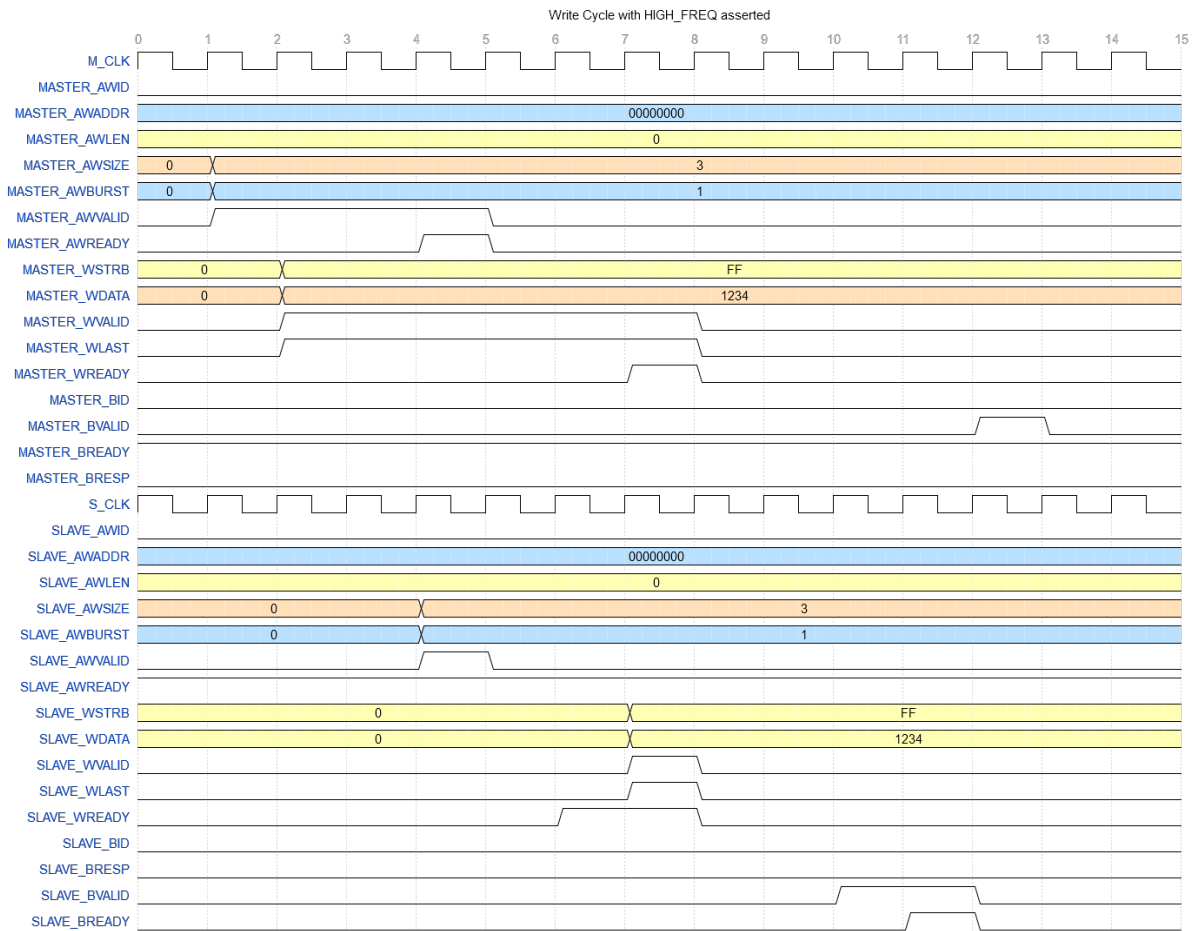 Write Cycle with HIGH_FREQ asserted
0 1 2 3 4 5 6 7 8 9 10 11 12 13 14 15
M_CLK
MASTER_AWID
MASTER_AWADDR 00000000
MASTER_AWLEN 0
MASTER_AWSIZE 0 3
MASTER_AWBURST 0 1
MASTER_AWVALID
MASTER_AWREADY
MASTER_WSTRB 0 FF
MASTER_WDATA 0 1234
MASTER_WVALID
MASTER_WLAST
MASTER_WREADY
MASTER_BID
MASTER_BVALID
MASTER_BREADY
MASTER_BRESP
S_CLK
SLAVE_AWID
SLAVE_AWADDR 00000000
SLAVE_AWLEN 0
SLAVE_AWSIZE 0 3
SLAVE_AWBURST 0 1
SLAVE_AWVALID
SLAVE_AWREADY
SLAVE_WSTRB 0 FF
SLAVE_WDATA 0 1234
SLAVE_WVALID
SLAVE_WLAST
SLAVE_WREADY
SLAVE_BID
SLAVE_BRESP
SLAVE_BVALID
SLAVE_BREADY